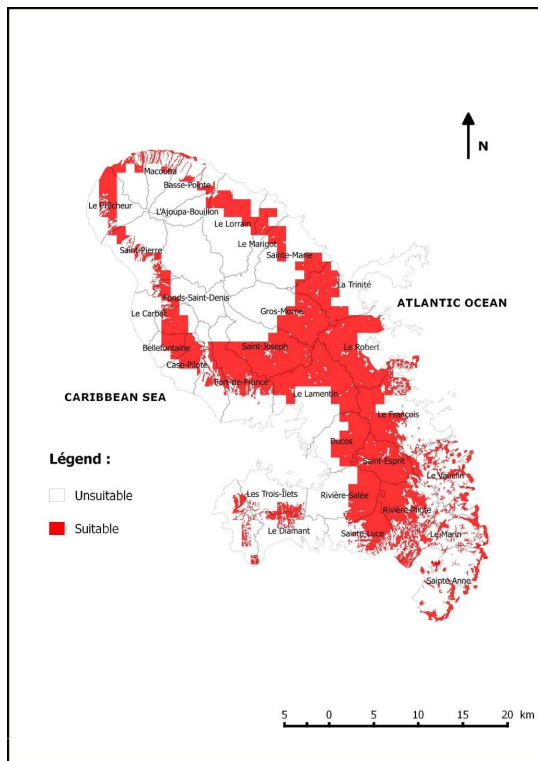 N
Macouba
Basse-Pointe
Le Prêcheur
L'Ajoupa-Bouillon
Le Lorrain
Le Marigot
Saint-Pierre
Sainte-Marie
La Trinité
Fonds-Saint-Denis
ATLANTIC OCEAN
Le Carbet
Gros-Morne
Bellefontaine
Saint-Joseph
Le Robert
Case-Pilote
Fort-de-France
CARIBBEAN SEA
Le Lamentin
Le François
Ducos
Légend :
Saint-Esprit
Le Vauclin
Unsuitable
Les Trois-Îlets
Rivière-Salée
Rivière-Pilote
Suitable
Le Diamant
Sainte-Luce
Le Marin
Sainte-Anne
5 0 5 10 15 20 km